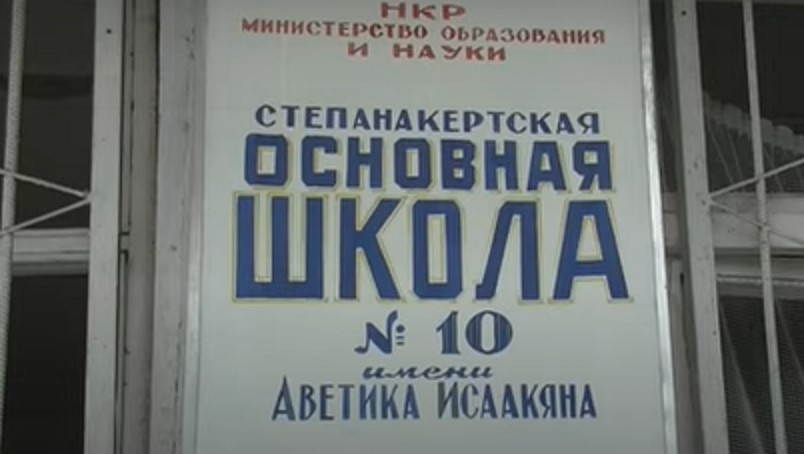 НКР
МИНИСТЕРСТВО ОБРАЗОВАНИЯ
И НАУКИ
СТЕПАНАКЕРТСКАЯ
ОСНОВНАЯ
ШКОЛА
№ 10
имени
АВЕТИКА ИСААКЯНА